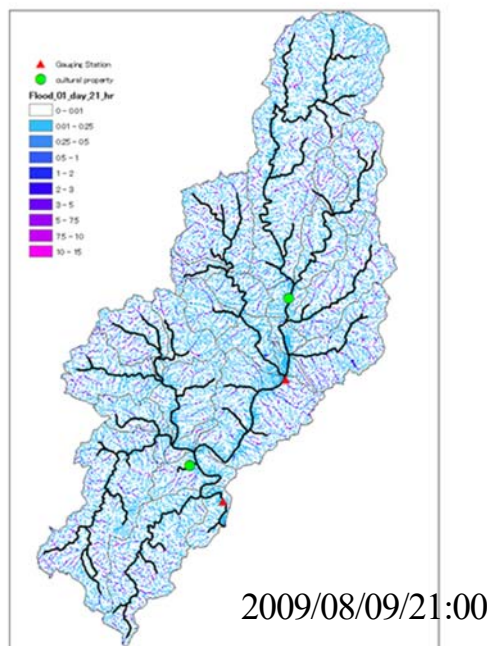 Gauging Station
cultural property
Flood_01_day_21_hr
0 - 0.01
0.01 - 0.25
0.25 - 0.5
0.5 - 1
1 - 2
2 - 3
3 - 5
5 - 7.5
7.5 - 10
10 - 15
2009/08/09/21:00